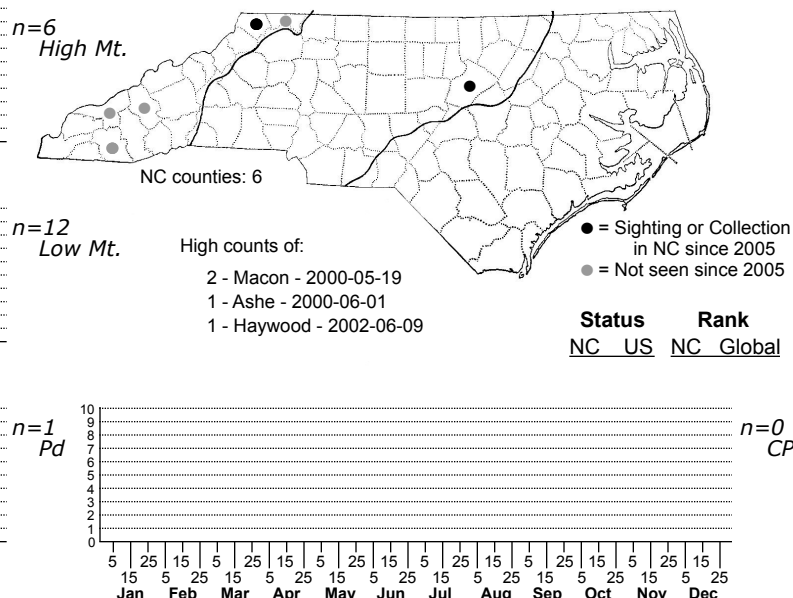 n=6
High Mt.
NC counties: 6
n=12
Low Mt.
High counts of:
2 - Macon - 2000-05-19
1 - Ashe - 2000-06-01
1 - Haywood - 2002-06-09
= Sighting or Collection
in NC since 2005
= Not seen since 2005
Status Rank
NC US NC Global
n=1
Pd
10
9
8
7
6
5
4
3
2
1
0
n=0
CP
5 25 15 5 25 15 5 25 15 5 25 15 5 25 15 5 25 15
15 5 25 15 5 25 15 5 25 15 5 25 15 5 25 15 5 25
Jan Feb Mar Apr May Jun Jul Aug Sep Oct Nov Dec